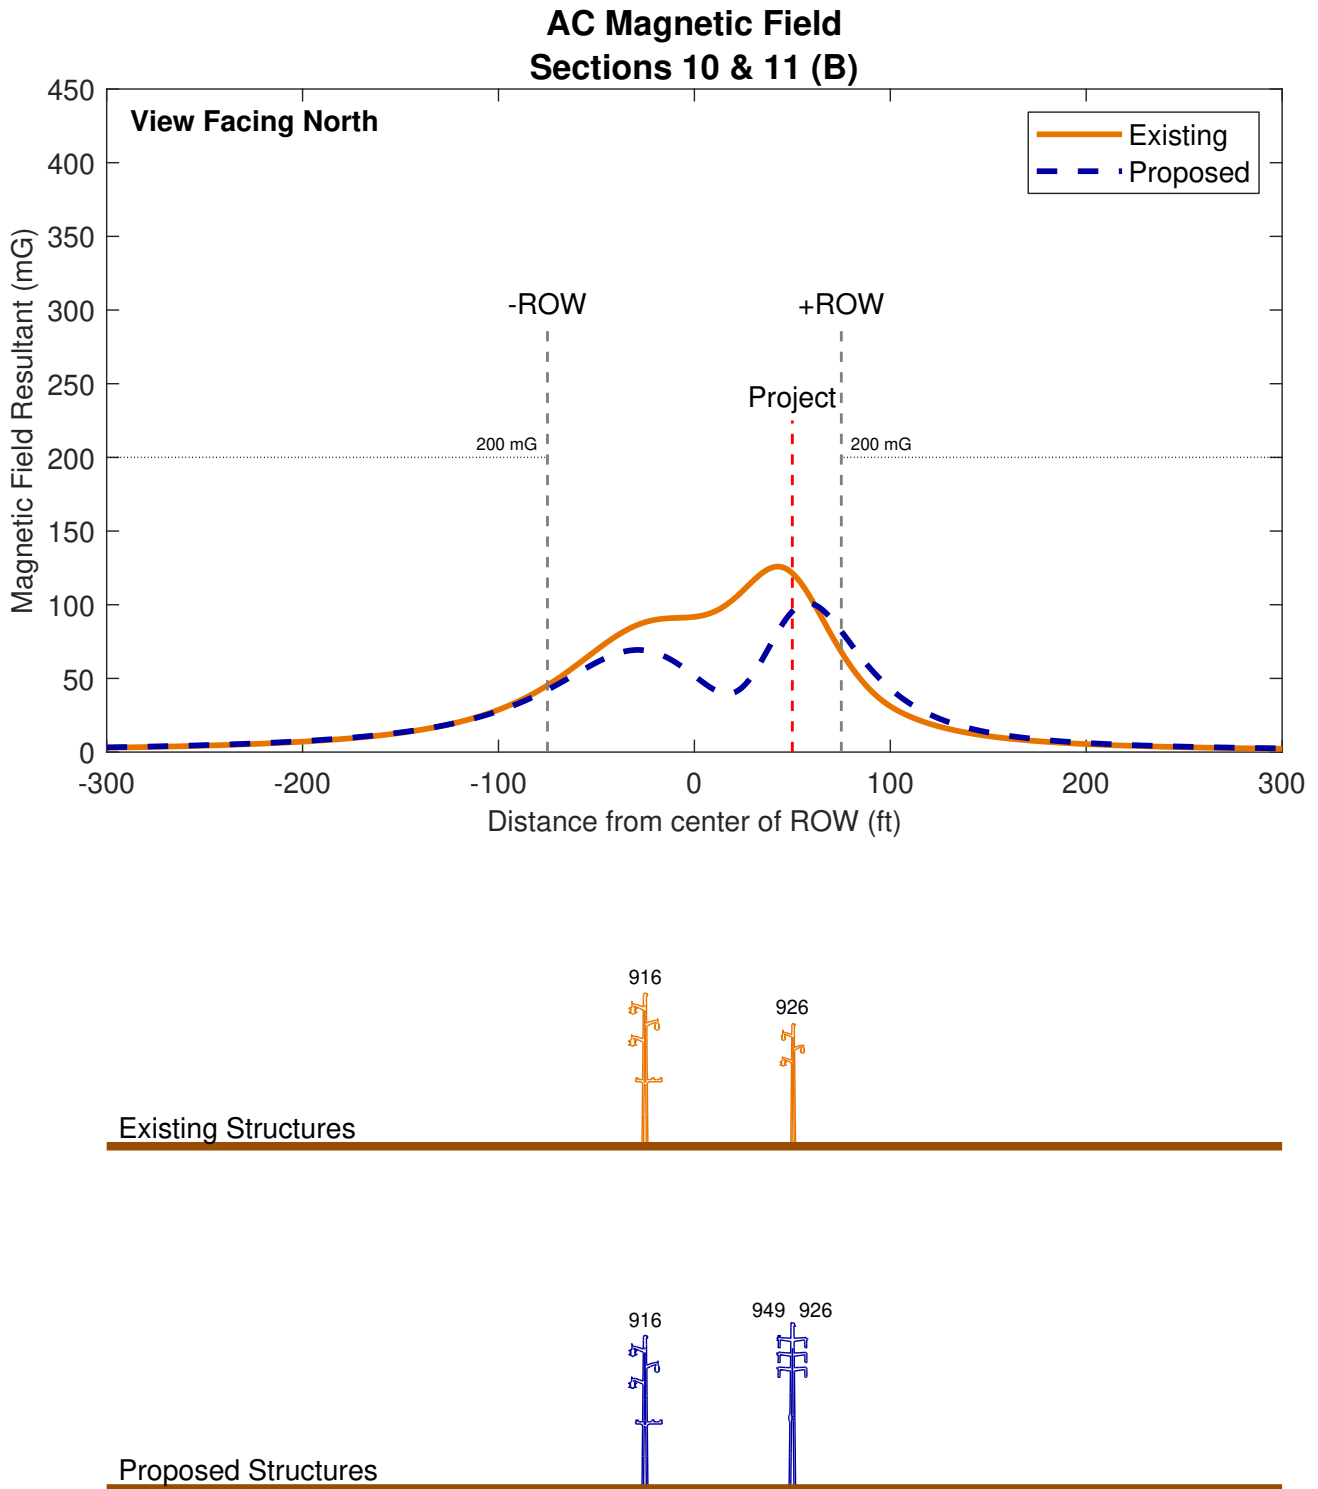 AC Magnetic Field
Sections 10 & 11 (B)
View Facing North
Existing
Proposed
450
400
350
300
250
200
150
100
50
0
Magnetic Field Resultant (mG)
-ROW
+ROW
Project
200 mG
200 mG
-300
-200
-100
0
100
200
300
Distance from center of ROW (ft)
916
926
Existing Structures
916
949 926
Proposed Structures